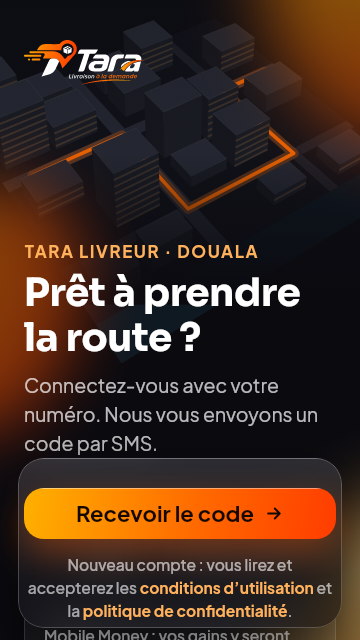 Tara
Livraison à la demande
TARA LIVREUR · DOUALA
Prêt à prendre
la route ?
Connectez-vous avec votre
numéro. Nous vous envoyons un
code par SMS.
Recevoir le code →
Nouveau compte : vous lirez et
accepterez les conditions d’utilisation et
la politique de confidentialité.
Mobile Money : vos gains y seront